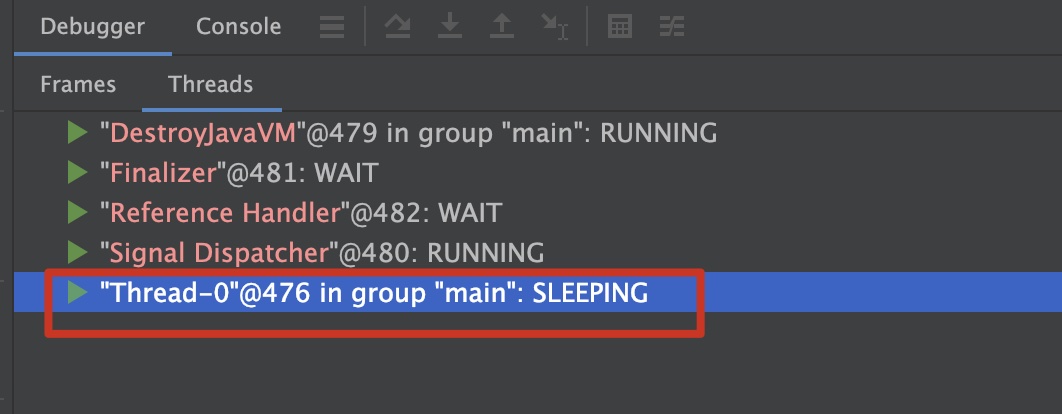 Debugger Console
Frames Threads
"DestroyJavaVM"@479 in group "main": RUNNING
"Finalizer"@481: WAIT
"Reference Handler"@482: WAIT
"Signal Dispatcher"@480: RUNNING
"Thread-0"@476 in group "main": SLEEPING